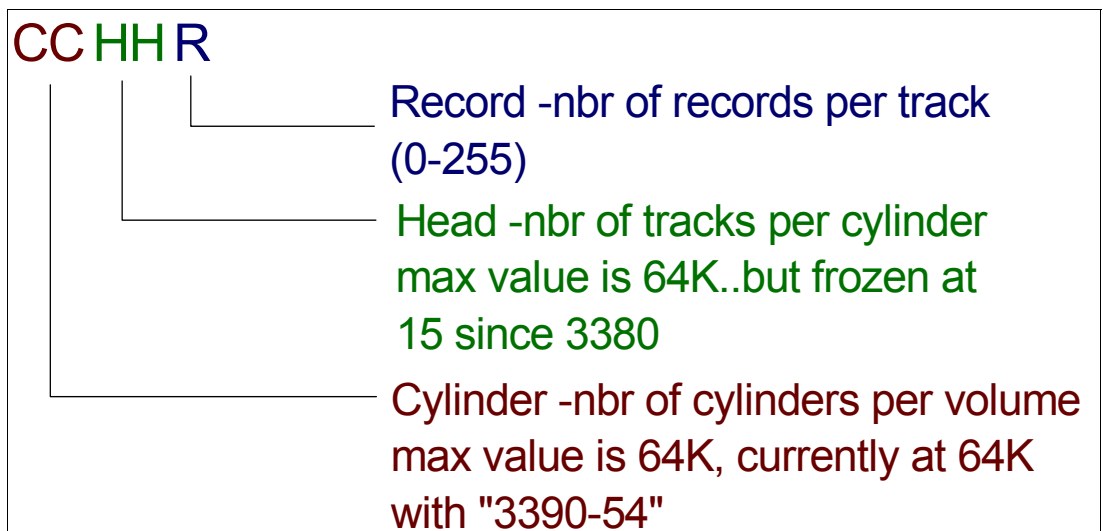 CC HH R
Record -nbr of records per track
(0-255)
Head -nbr of tracks per cylinder
max value is 64K..but frozen at
15 since 3380
Cylinder -nbr of cylinders per volume
max value is 64K, currently at 64K
with "3390-54"